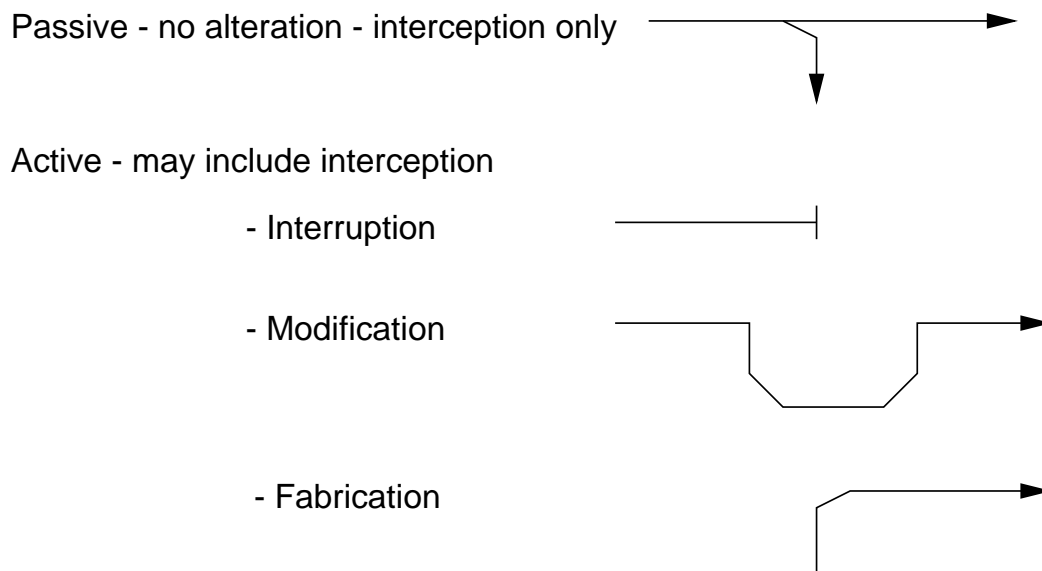 Passive - no alteration - interception only
Active - may include interception
- Interruption
- Modification
- Fabrication